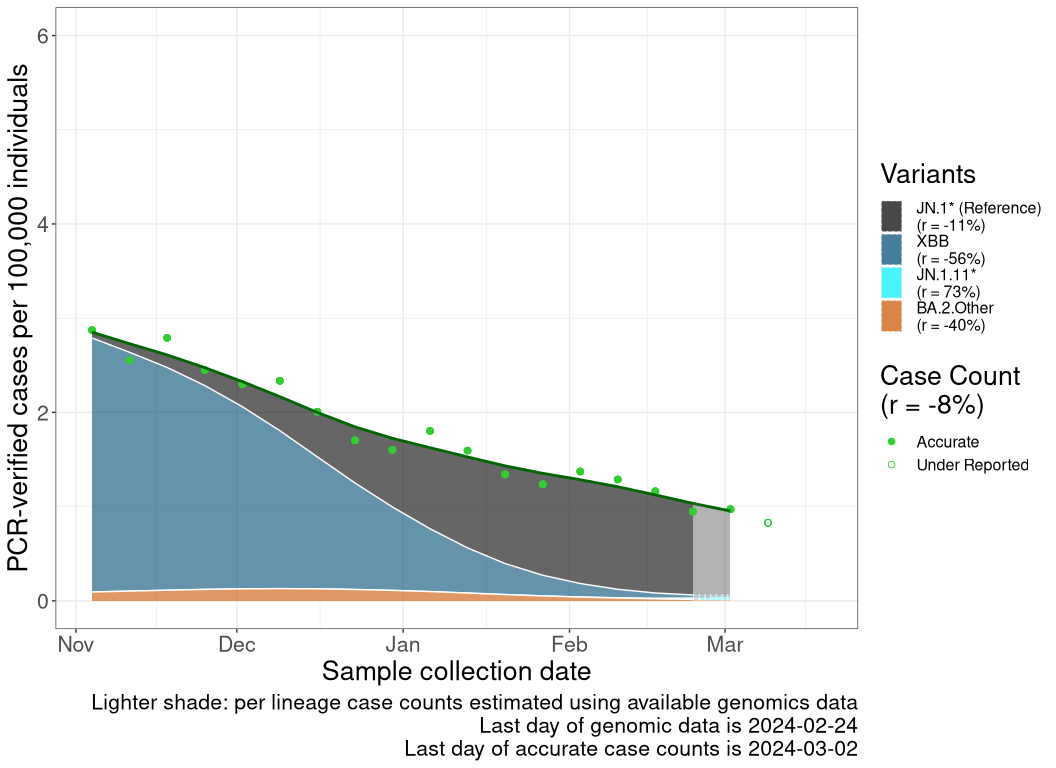 PCR-verified cases per 100,000 individuals
6
4
2
0
Nov
Dec
Jan
Feb
Mar
Sample collection date
Lighter shade: per lineage case counts estimated using available genomics data
Last day of genomic data is 2024-02-24
Last day of accurate case counts is 2024-03-02
Variants
JN.1* (Reference)
(r = -11%)
XBB
(r = -56%)
JN.1.11*
(r = 73%)
BA.2.Other
(r = -40%)
Case Count
(r = -8%)
Accurate
Under Reported